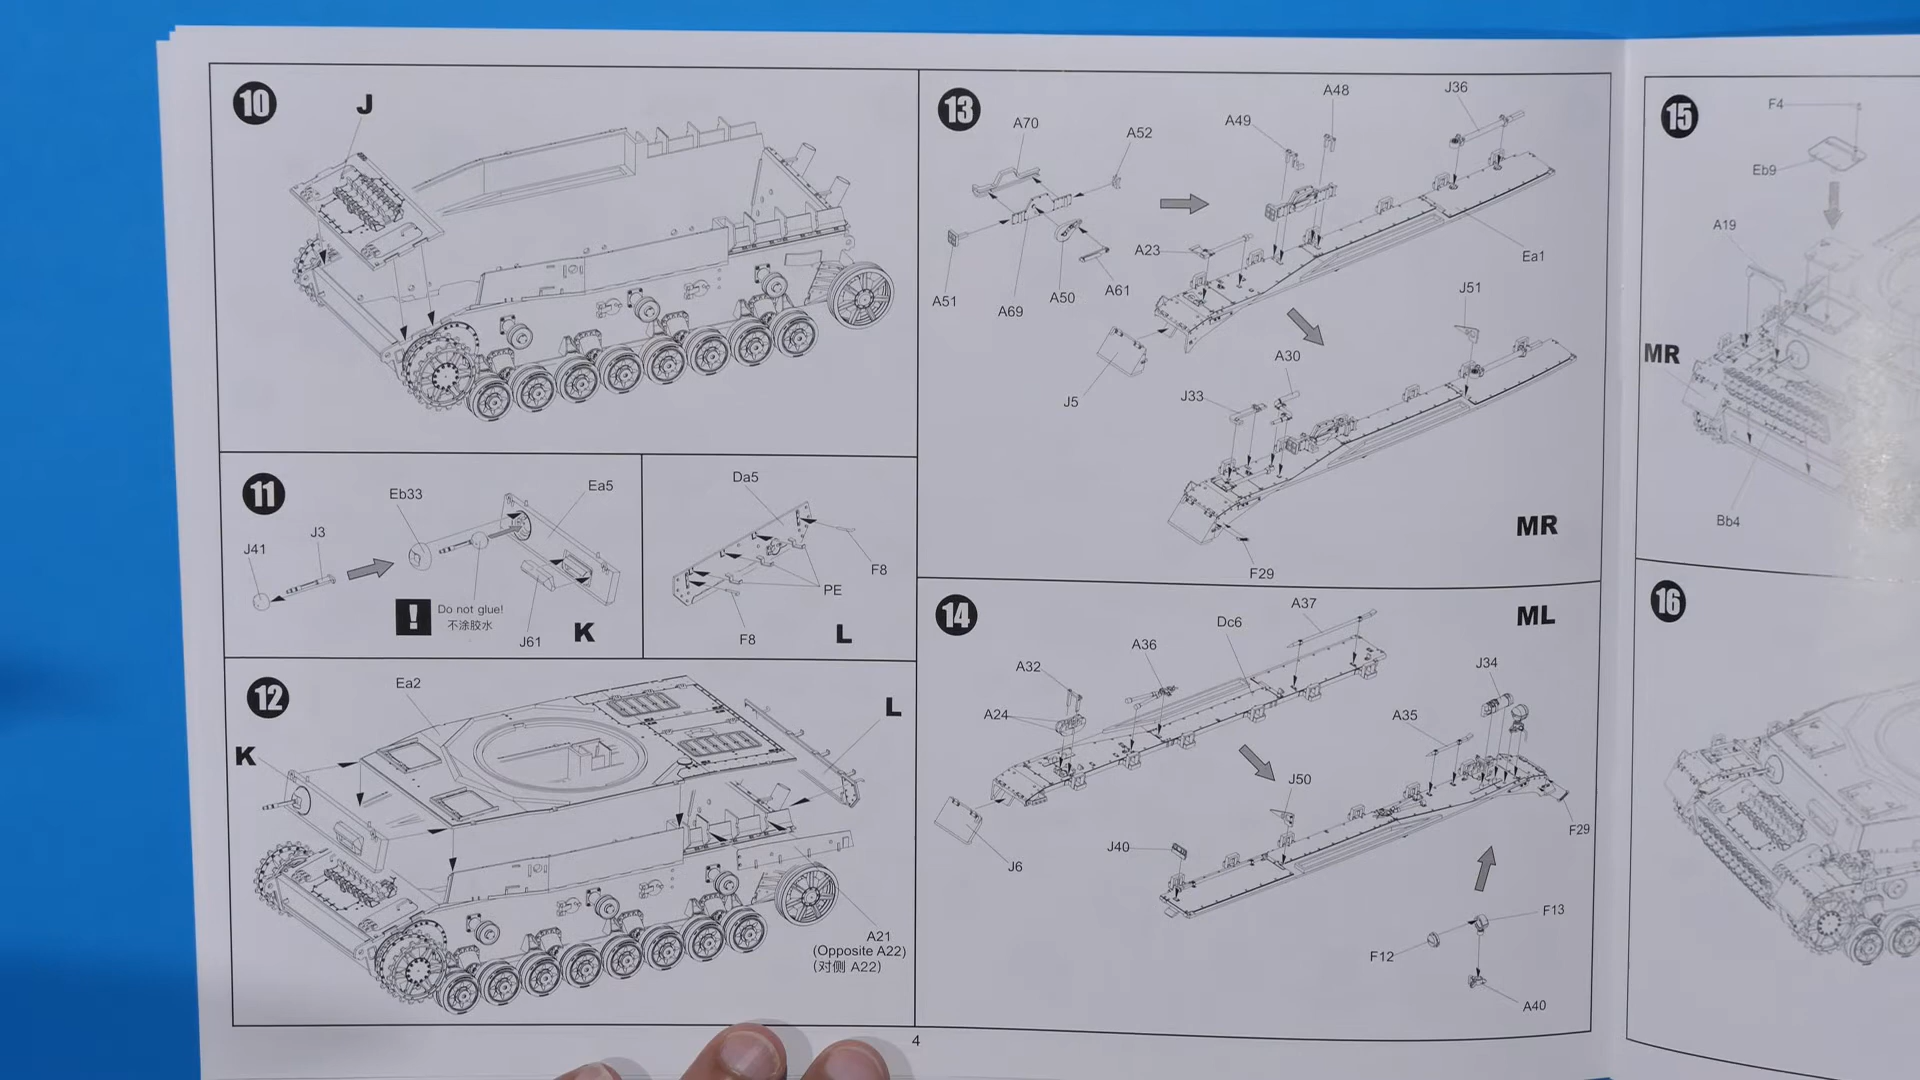 10
J
11
Eb33
Ea5
J3
J41
!
Do not glue!
不涂胶水
J61
K
Da5
F8
PE
F8
L
12
Ea2
L
K
A21
(Opposite A22)
(对侧 A22)
13
A70
A52
A49
A48
J36
A23
Ea1
A51
A69
A50
A61
J5
J51
A30
J33
MR
F29
14
ML
A37
Dc6
A36
A32
A24
J34
A35
J50
J40
J6
F29
F13
F12
A40
4
15
F4
Eb9
A19
MR
Bb4
16